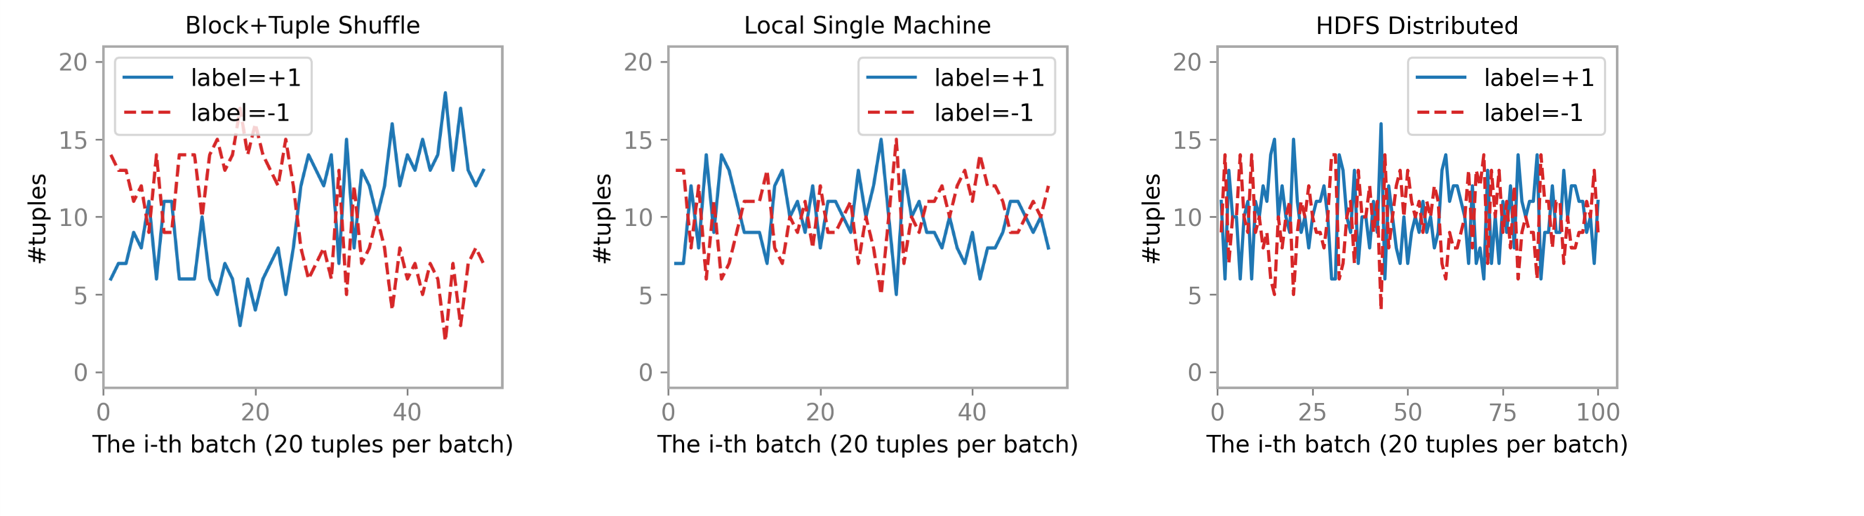 Block+Tuple Shuffle
20
15
10
5
0
#tuples
label=+1
label=-1
0 20 40
The i-th batch (20 tuples per batch)
Local Single Machine
20
15
10
5
0
#tuples
label=+1
label=-1
0 20 40
The i-th batch (20 tuples per batch)
HDFS Distributed
20
15
10
5
0
#tuples
label=+1
label=-1
0 25 50 75 100
The i-th batch (20 tuples per batch)